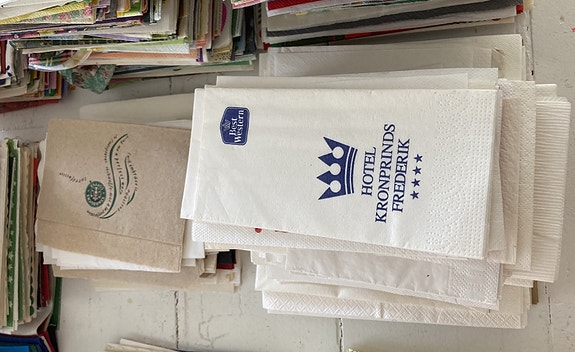 Best
Western
HOTEL
KRONPRINDS
FREDERIK